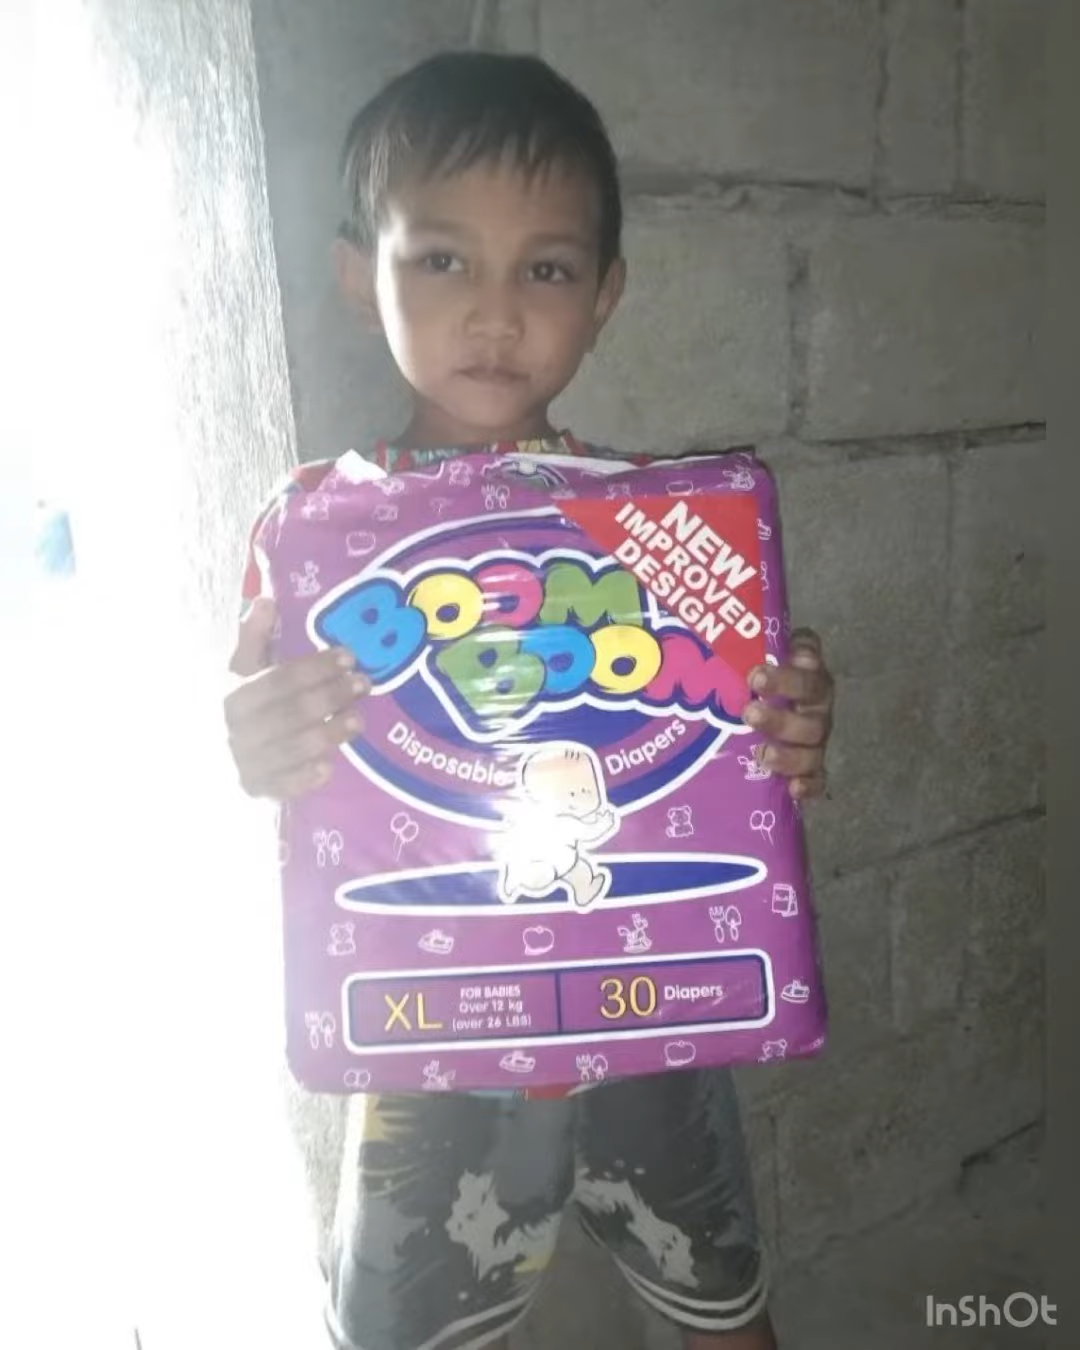 NEW
IMPROVED
DESIGN
BOOM
BOOM
Disposable Diapers
XL
FOR BABIES
Over 12 kg
(over 26 LBS)
30 Diapers
InShOt